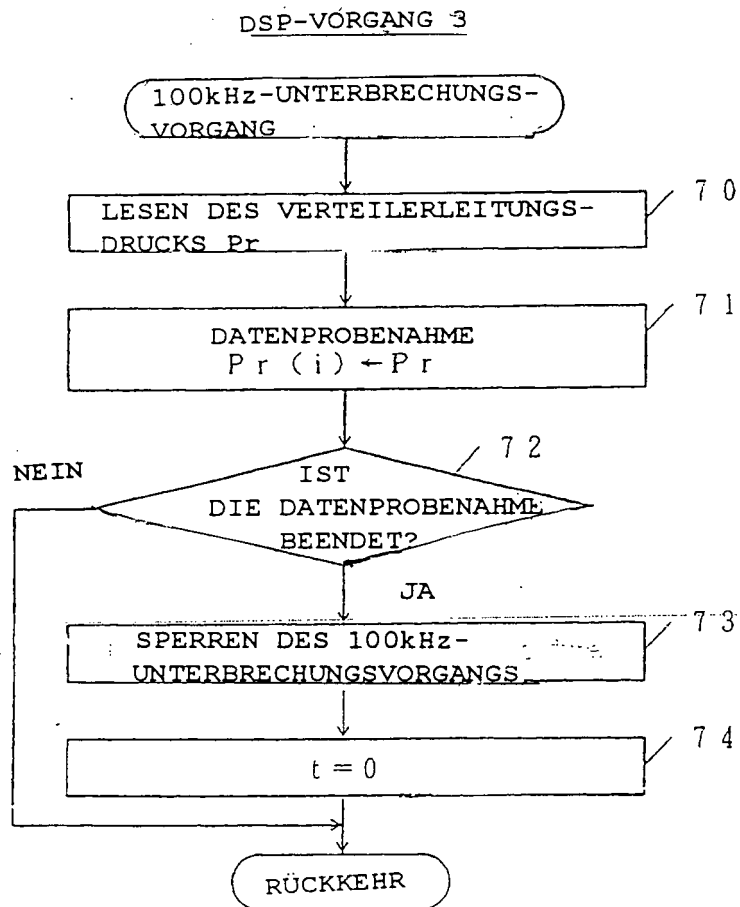 DSP-VORGANG 3
100kHz-UNTERBRECHUNGS-
VORGANG
70
LESEN DES VERTEILERLEITUNGS-
DRUCKS Pr
71
DATENPROBENAHME
Pr (i) ← Pr
72
NEIN
IST
DIE DATENPROBENAHME
BEENDET?
JA
73
SPERREN DES 100kHz-
UNTERBRECHUNGSVORGANGS
74
t = 0
RÜCKKEHR